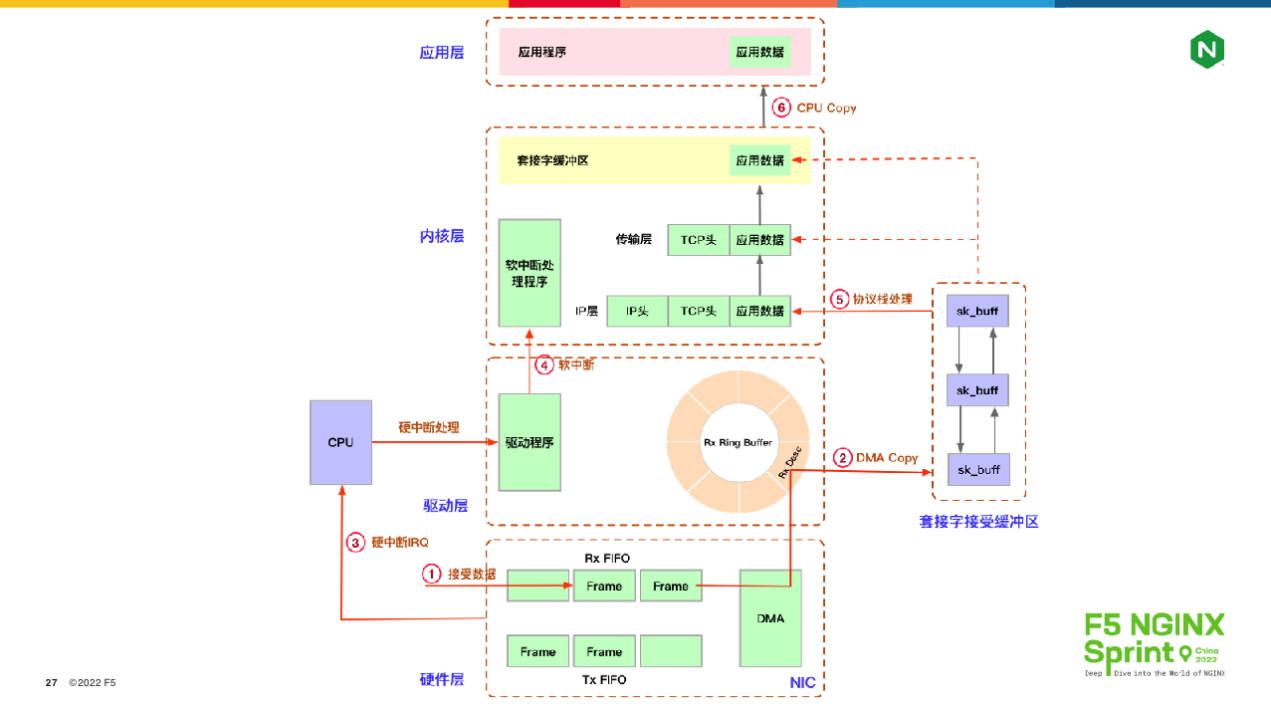 应用层
应用程序
应用数据
⑥ CPU Copy
套接字缓冲区
应用数据
内核层
软中断处
理程序
传输层
TCP头
应用数据
IP层
IP头
TCP头
应用数据
⑤ 协议栈处理
sk_buff
sk_buff
sk_buff
套接字接受缓冲区
④ 软中断
CPU
硬中断处理
驱动程序
Rx Ring Buffer
Rx Desc
② DMA Copy
驱动层
③ 硬中断IRQ
① 接受数据
Rx FIFO
Frame
Frame
DMA
Frame
Frame
Tx FIFO
硬件层
NIC
N
F5 NGINX
Sprint China
2022
Deep Dive into the World of NGINX
27 ©2022 F5